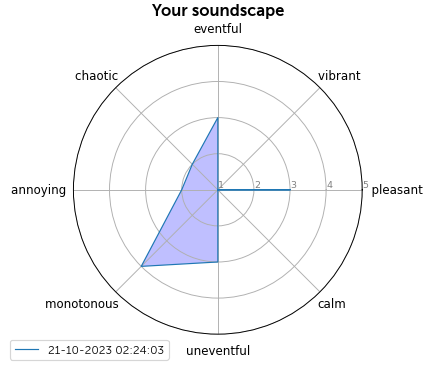 Your soundscape
eventful
chaotic
vibrant
annoying
1
2
3
4
5
pleasant
monotonous
calm
21-10-2023 02:24:03
uneventful